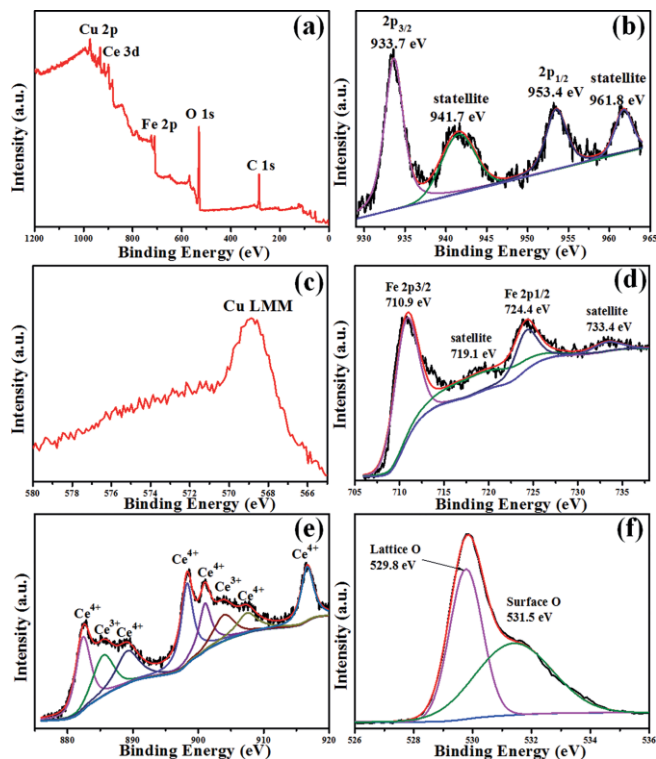 (a)
Cu 2p
Ce 3d
Fe 2p
O 1s
C 1s
Intensity (a.u.)
1200 1000 800 600 400 200 0
Binding Energy (eV)
(b)
2p3/2
933.7 eV
statellite
941.7 eV
2p1/2
953.4 eV
statellite
961.8 eV
Intensity (a.u.)
930 935 940 945 950 955 960 965
Binding Energy (eV)
(c)
Cu LMM
Intensity (a.u.)
580 578 576 574 572 570 568 566
Binding Energy (eV)
(d)
Fe 2p3/2
710.9 eV
satellite
719.1 eV
Fe 2p1/2
724.4 eV
satellite
733.4 eV
Intensity (a.u.)
705 710 715 720 725 730 735
Binding Energy (eV)
(e)
Ce4+
Ce3+
Ce4+
Ce4+
Ce4+
Ce3+
Ce4+
Ce4+
Intensity (a.u.)
880 890 900 910 920
Binding Energy (eV)
(f)
Lattice O
529.8 eV
Surface O
531.5 eV
Intensity (a.u.)
526 528 530 532 534 536
Binding Energy (eV)